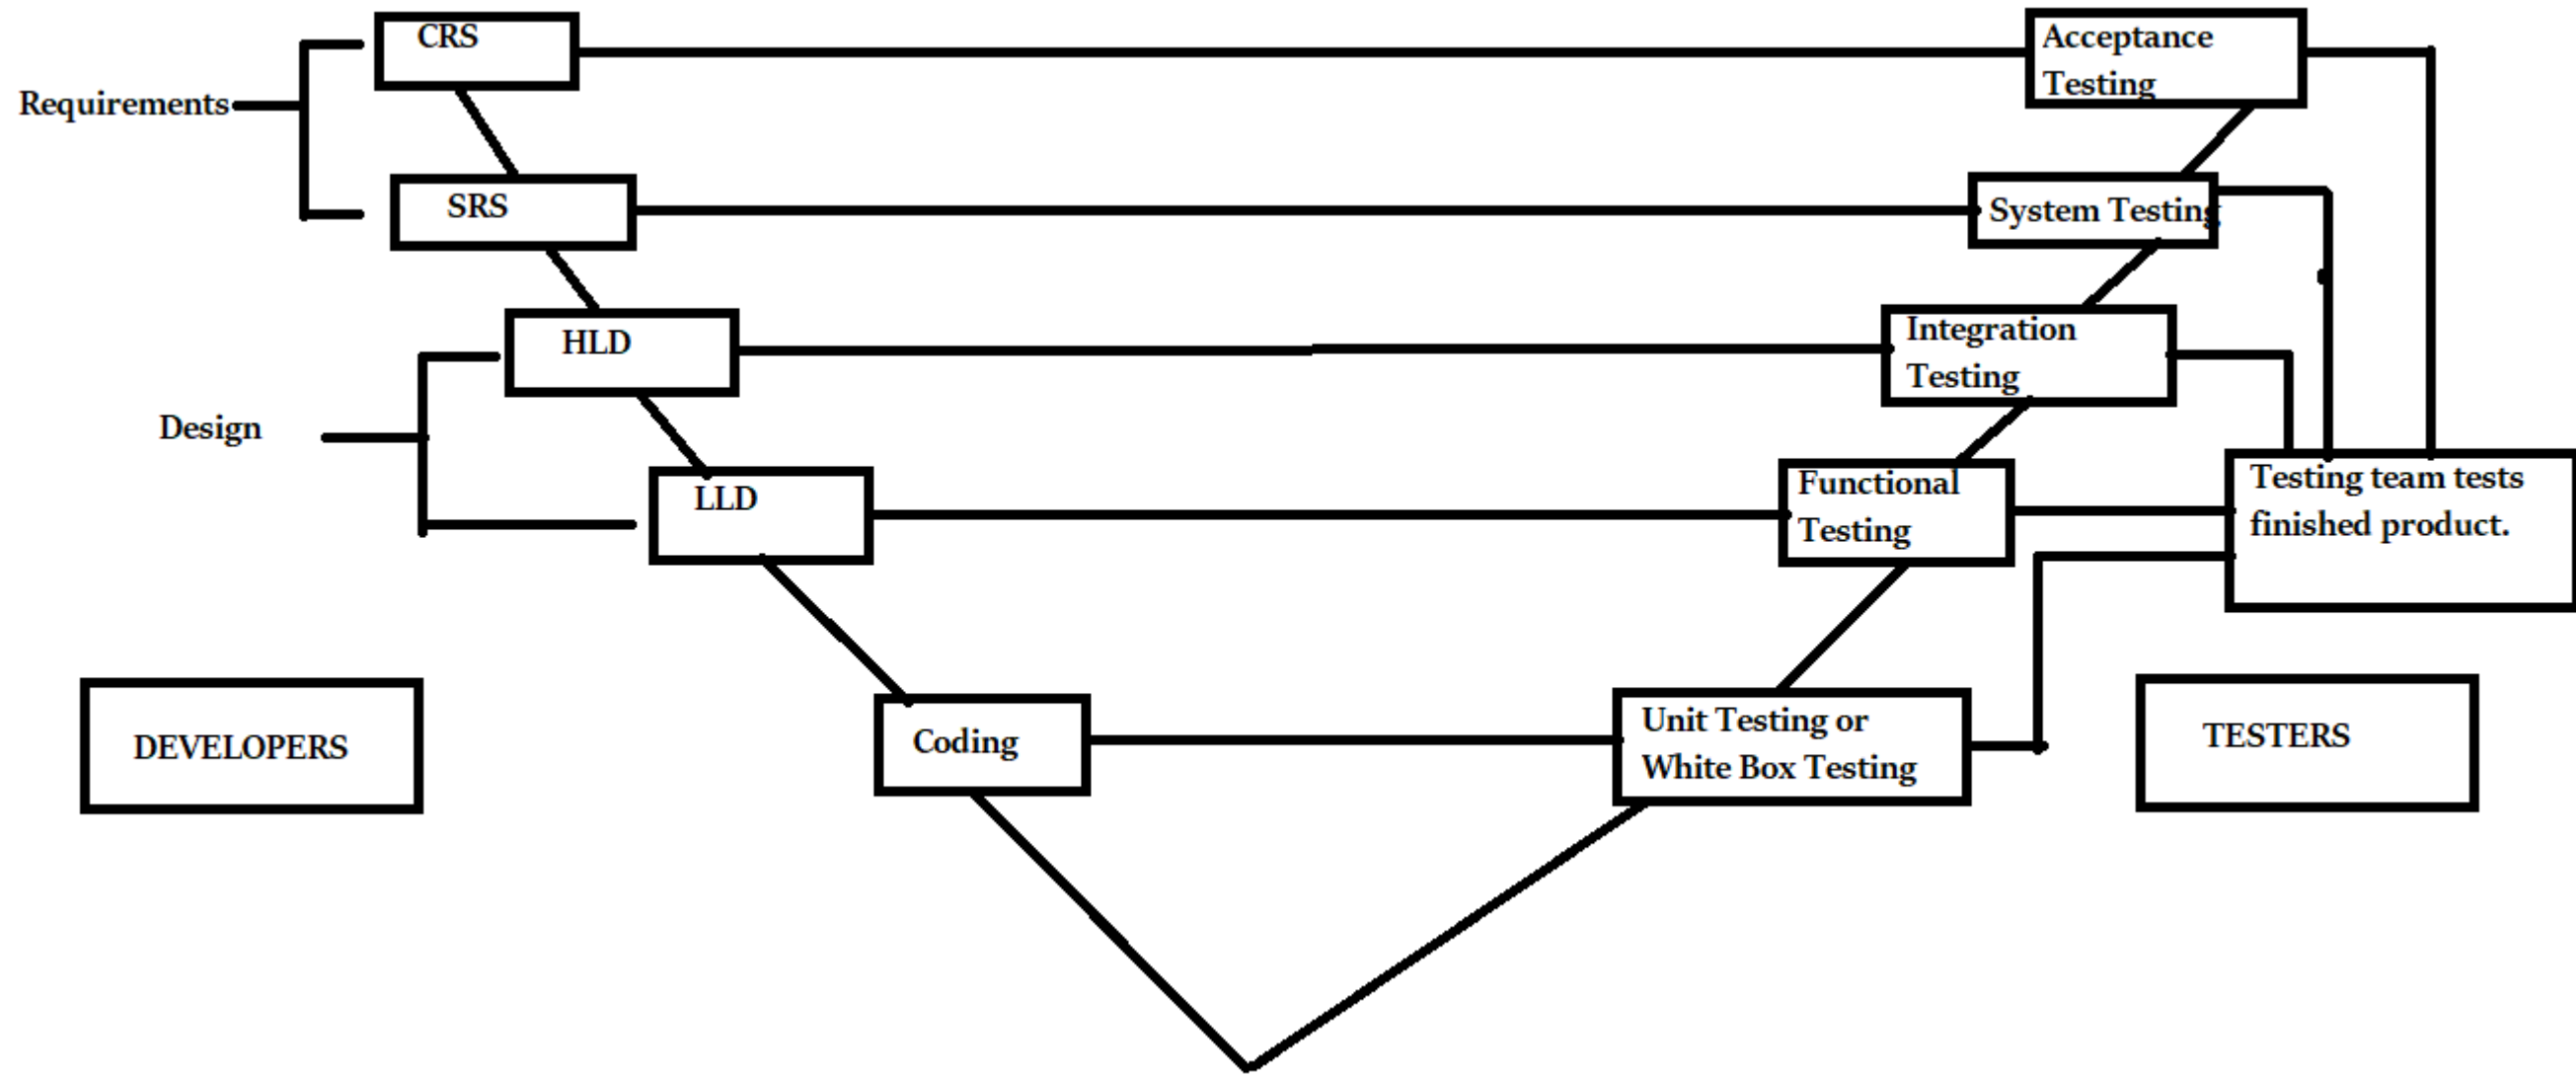 CRS
Acceptance
Testing
Requirements
SRS
System Testing
HLD
Integration
Testing
Design
LLD
Functional
Testing
Testing team tests
finished product.
DEVELOPERS
Coding
Unit Testing or
White Box Testing
TESTERS